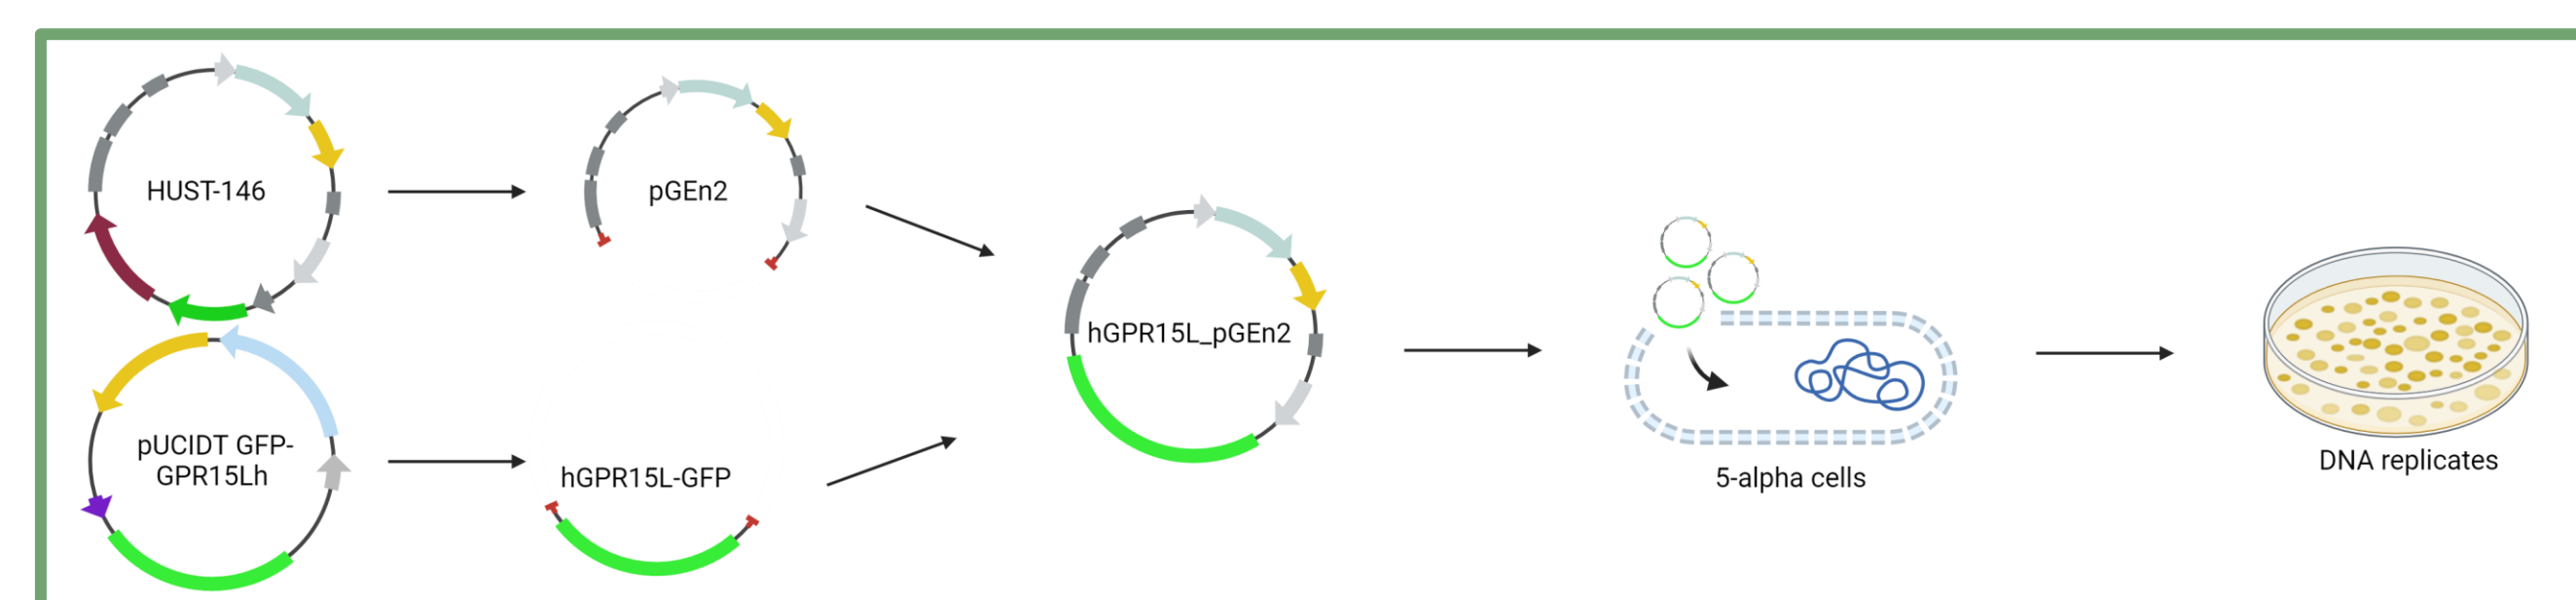 HUST-146
pGEn2
pUCIDT GFP-
GPR15Lh
hGPR15L-GFP
hGPR15L_pGEn2
5-alpha cells
DNA replicates